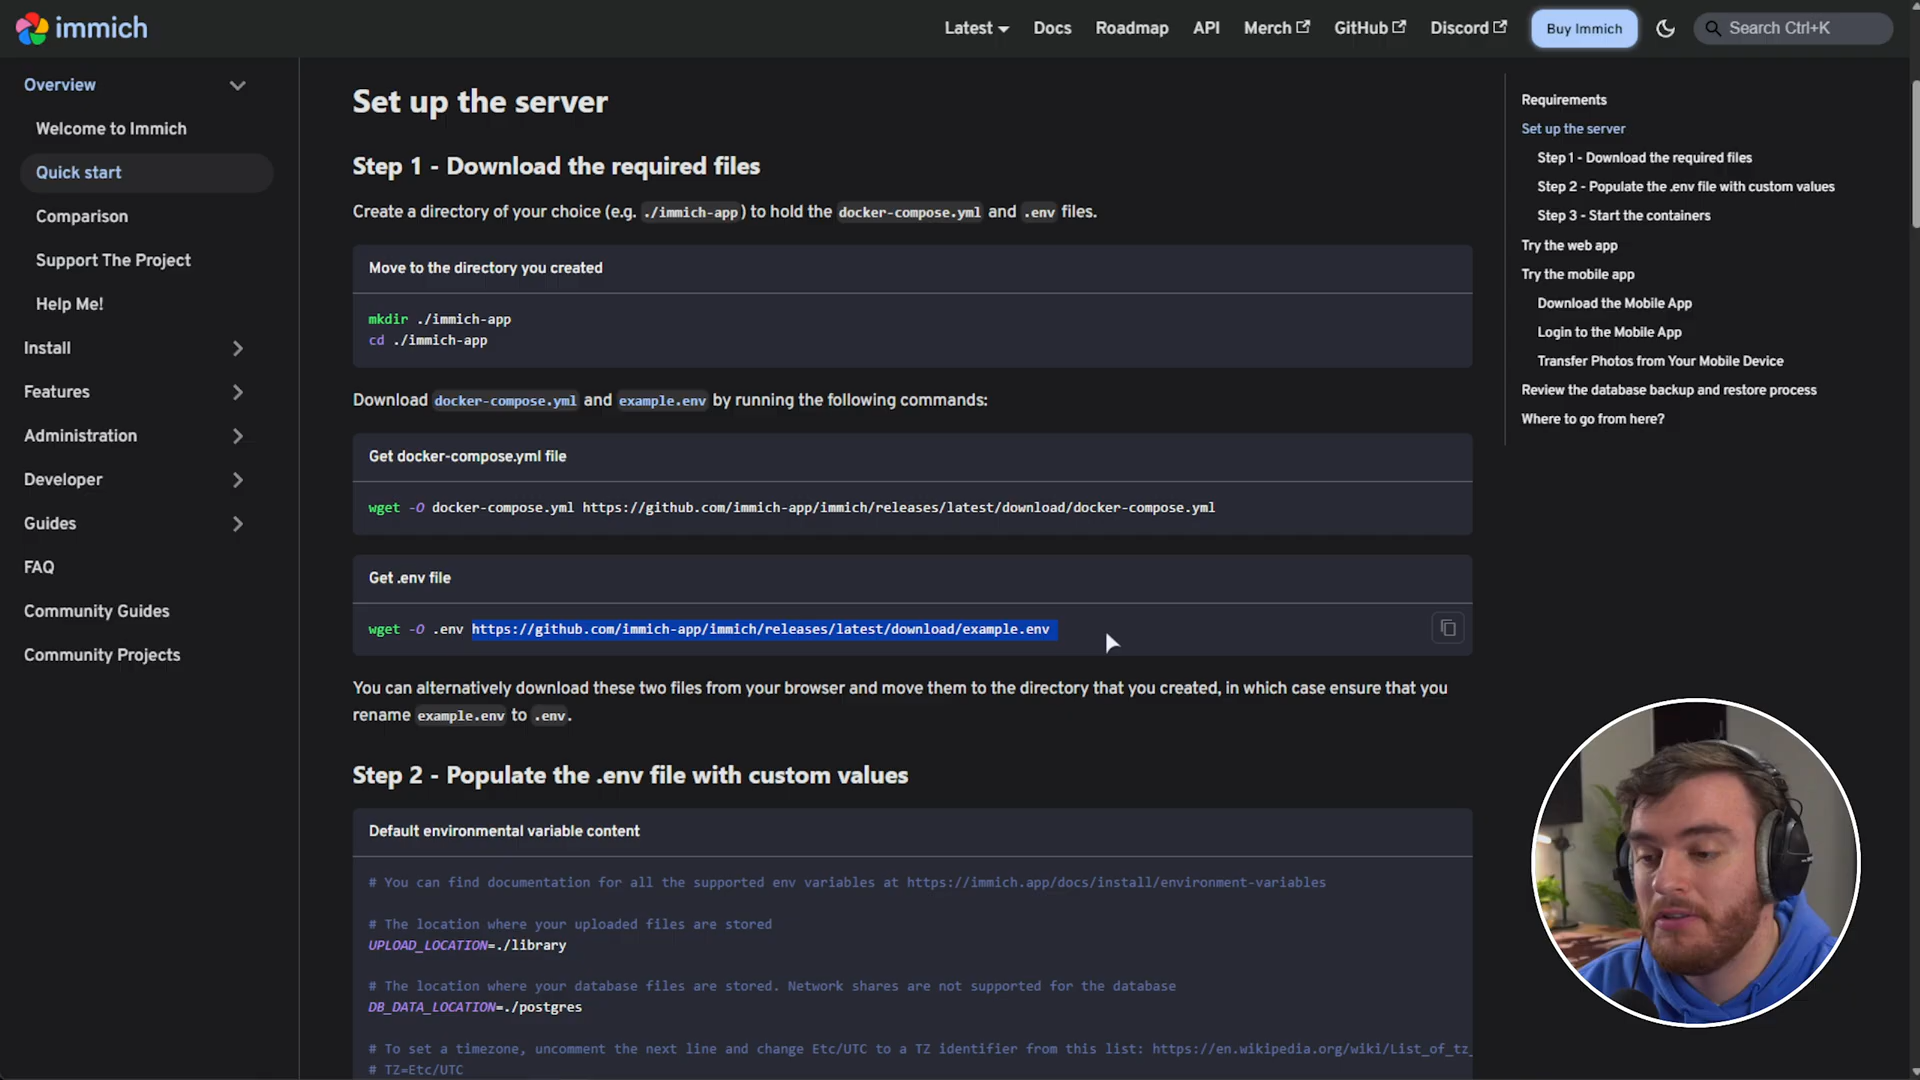 immich
Latest
Docs
Roadmap
API
Merch
GitHub
Discord
Buy Immich
Search Ctrl+K
Overview
Welcome to Immich
Quick start
Comparison
Support The Project
Help Me!
Install
Features
Administration
Developer
Guides
FAQ
Community Guides
Community Projects
Set up the server
Step 1 - Download the required files
Create a directory of your choice (e.g. ./immich-app) to hold the docker-compose.yml and .env files.
Move to the directory you created
mkdir ./immich-app
cd ./immich-app
Download docker-compose.yml and example.env by running the following commands:
Get docker-compose.yml file
wget -O docker-compose.yml https://github.com/immich-app/immich/releases/latest/download/docker-compose.yml
Get .env file
wget -O .env https://github.com/immich-app/immich/releases/latest/download/example.env
You can alternatively download these two files from your browser and move them to the directory that you created, in which case ensure that you
rename example.env to .env.
Step 2 - Populate the .env file with custom values
Default environmental variable content
# You can find documentation for all the supported env variables at https://immich.app/docs/install/environment-variables
# The location where your uploaded files are stored
UPLOAD_LOCATION=./library
# The location where your database files are stored. Network shares are not supported for the database
DB_DATA_LOCATION=./postgres
# To set a timezone, uncomment the next line and change Etc/UTC to a TZ identifier from this list: https://en.wikipedia.org/wiki/List_of_tz_
# TZ=Etc/UTC
Requirements
Set up the server
Step 1 - Download the required files
Step 2 - Populate the .env file with custom values
Step 3 - Start the containers
Try the web app
Try the mobile app
Download the Mobile App
Login to the Mobile App
Transfer Photos from Your Mobile Device
Review the database backup and restore process
Where to go from here?